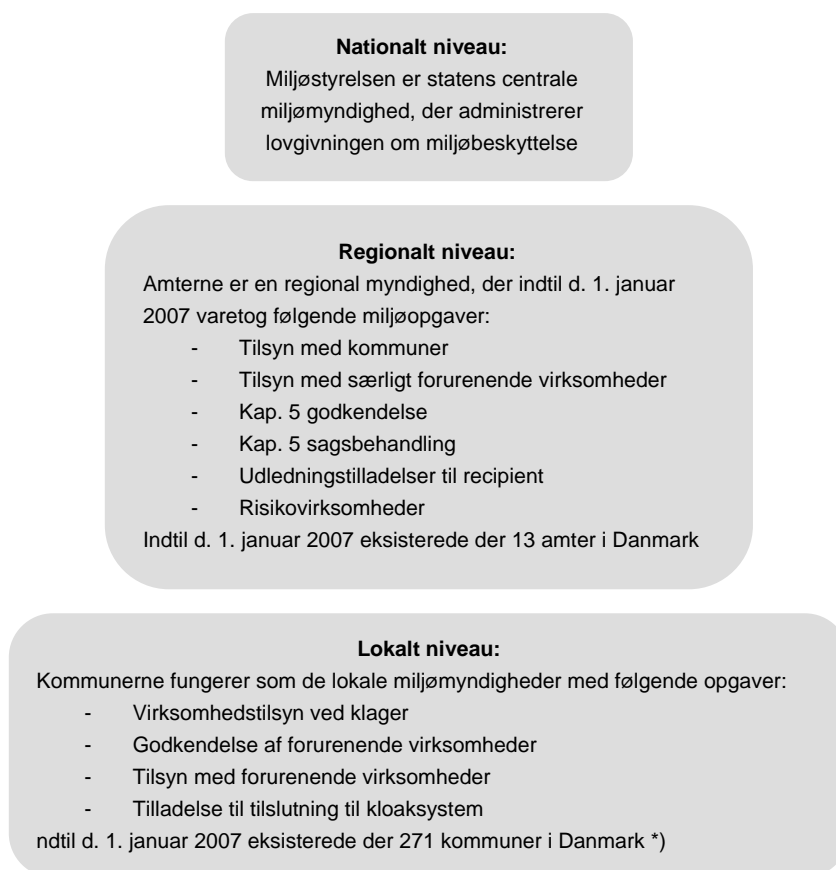 Nationalt niveau:
Miljøstyrelsen er statens centrale
miljømyndighed, der administrerer
lovgivningen om miljøbeskyttelse
Regionalt niveau:
Amterne er en regional myndighed, der indtil d. 1. januar
2007 varetog følgende miljøopgaver:
- Tilsyn med kommuner
- Tilsyn med særligt forurenende virksomheder
- Kap. 5 godkendelse
- Kap. 5 sagsbehandling
- Udledningstilladelser til recipient
- Risikovirksomheder
Indtil d. 1. januar 2007 eksisterede der 13 amter i Danmark
Lokalt niveau:
Kommunerne fungerer som de lokale miljømyndigheder med følgende opgaver:
- Virksomhedstilsyn ved klager
- Godkendelse af forurenende virksomheder
- Tilsyn med forurenende virksomheder
- Tilladelse til tilslutning til kloaksystem
ndtil d. 1. januar 2007 eksisterede der 271 kommuner i Danmark *)